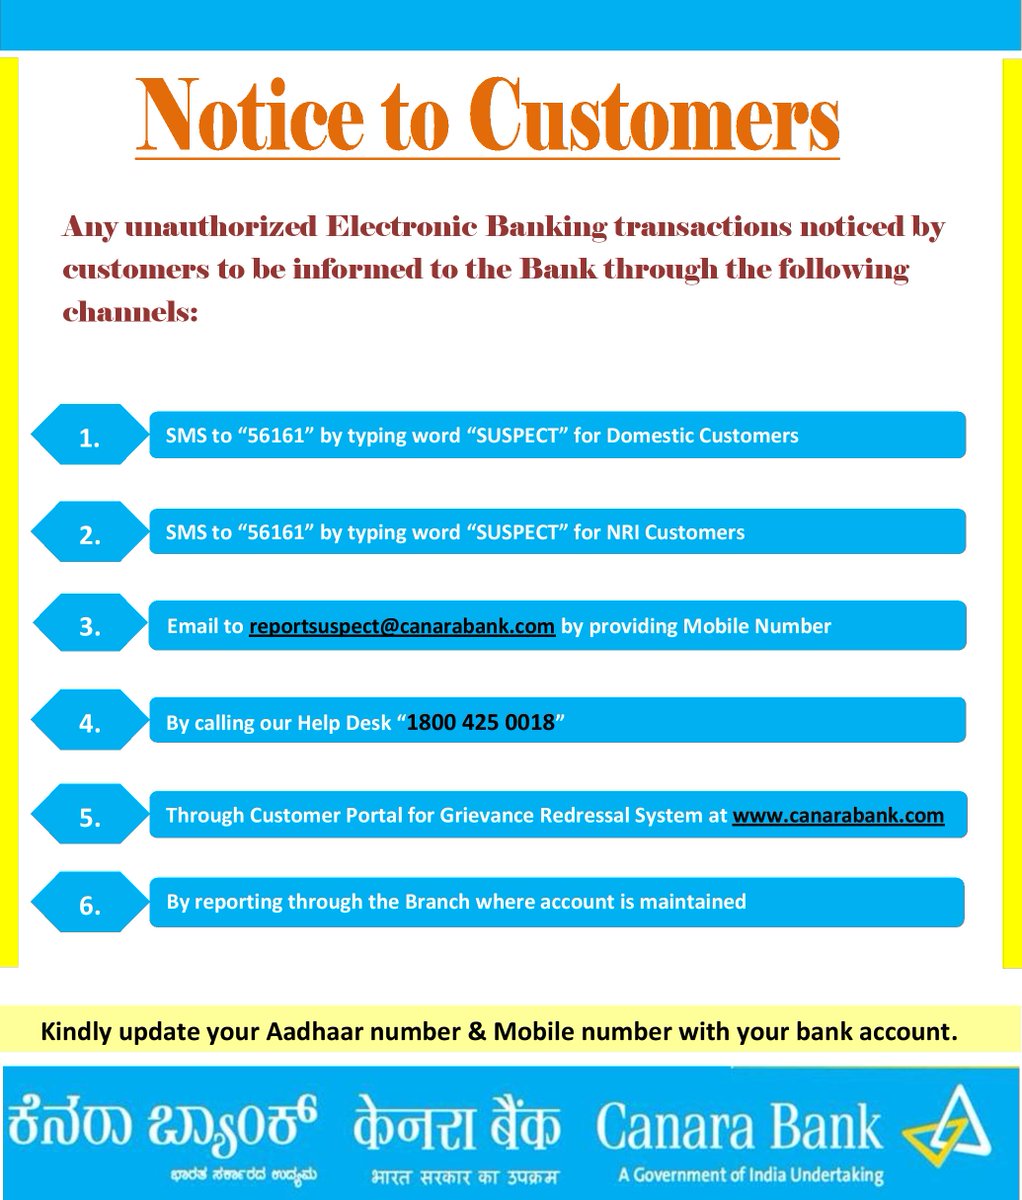 Notice to Customers
Any unauthorized Electronic Banking transactions noticed by
customers to be informed to the Bank through the following
channels:
1. SMS to “56161” by typing word “SUSPECT” for Domestic Customers
2. SMS to “56161” by typing word “SUSPECT” for NRI Customers
3. Email to reportsuspect@canarabank.com by providing Mobile Number
4. By calling our Help Desk “1800 425 0018”
5. Through Customer Portal for Grievance Redressal System at www.canarabank.com
6. By reporting through the Branch where account is maintained
Kindly update your Aadhaar number & Mobile number with your bank account.
ಕೆನರಾ ಬ್ಯಾಂಕ್ केनरा बैंक Canara Bank
ಭಾರತ ಸರ್ಕಾರದ ಉದ್ಯಮ भारत सरकार का उपक्रम A Government of India Undertaking